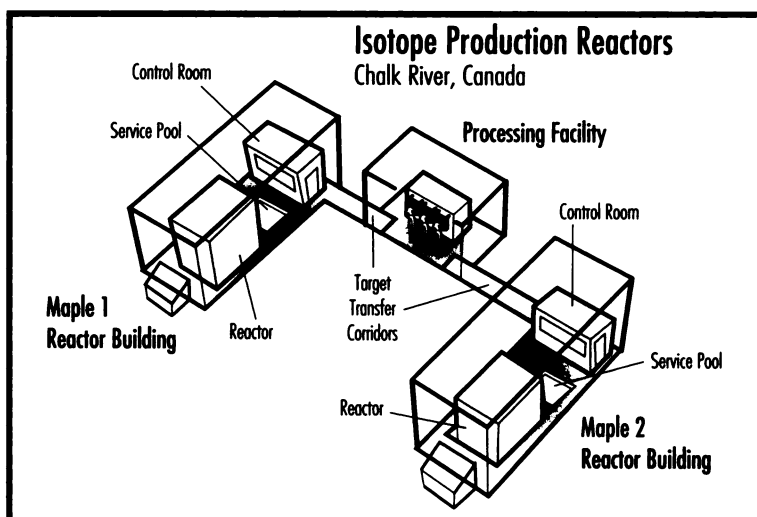 Isotope Production Reactors
Chalk River, Canada
Control Room
Service Pool
Processing Facility
Control Room
Target
Transfer
Corridors
Maple 1
Reactor Building
Reactor
Service Pool
Reactor
Maple 2
Reactor Building